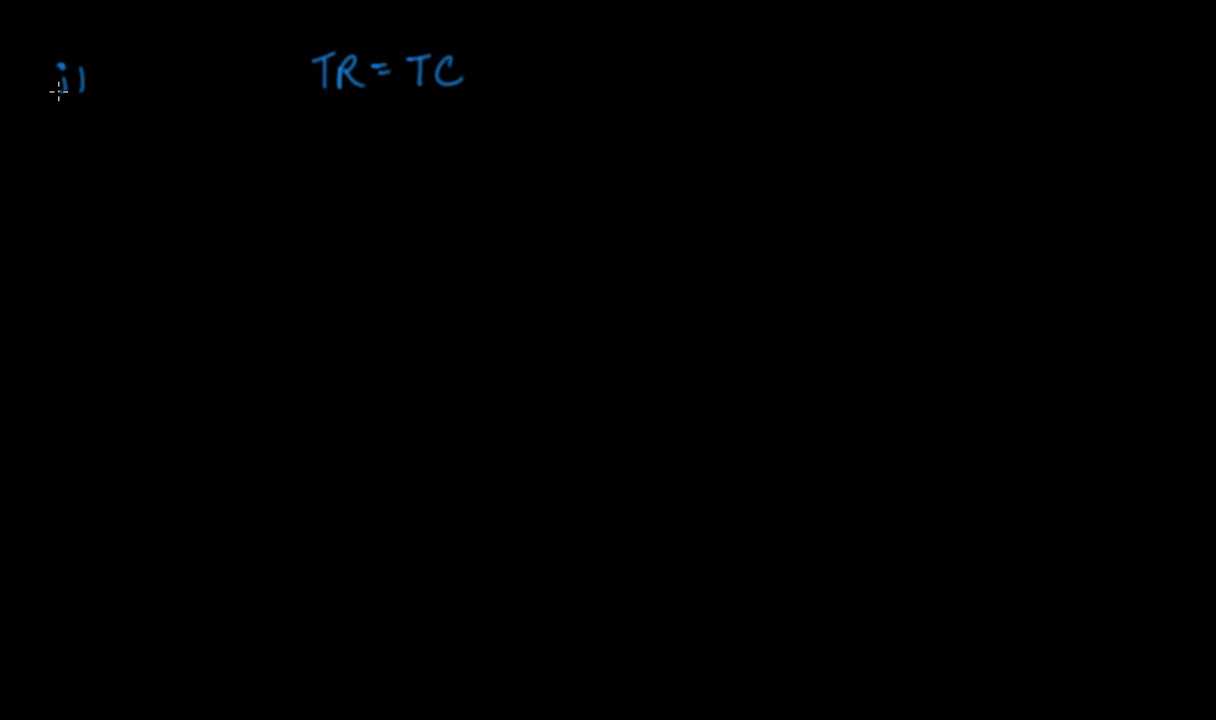 i) TR = TC